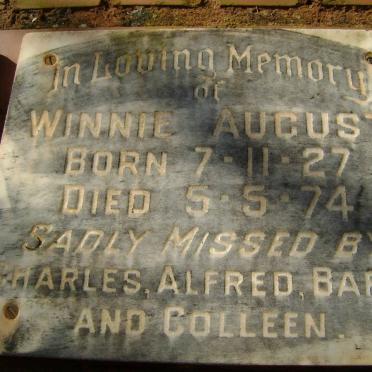 In Loving Memory
of
WINNIE AUGUST
BORN 7·11·27
DIED 5·5·74
SADLY MISSED BY
CHARLES, ALFRED,
AND COLLEEN.